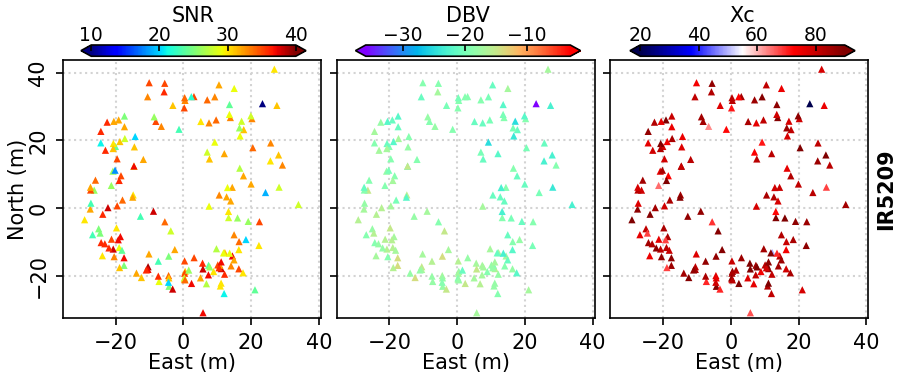 SNR DBV Xc
10 20 30 40 −30 −20 −10 20 40 60 80
40
20
0
−20
North (m)
IR5209
−20 0 20 40 −20 0 20 40 −20 0 20 40
East (m) East (m) East (m)